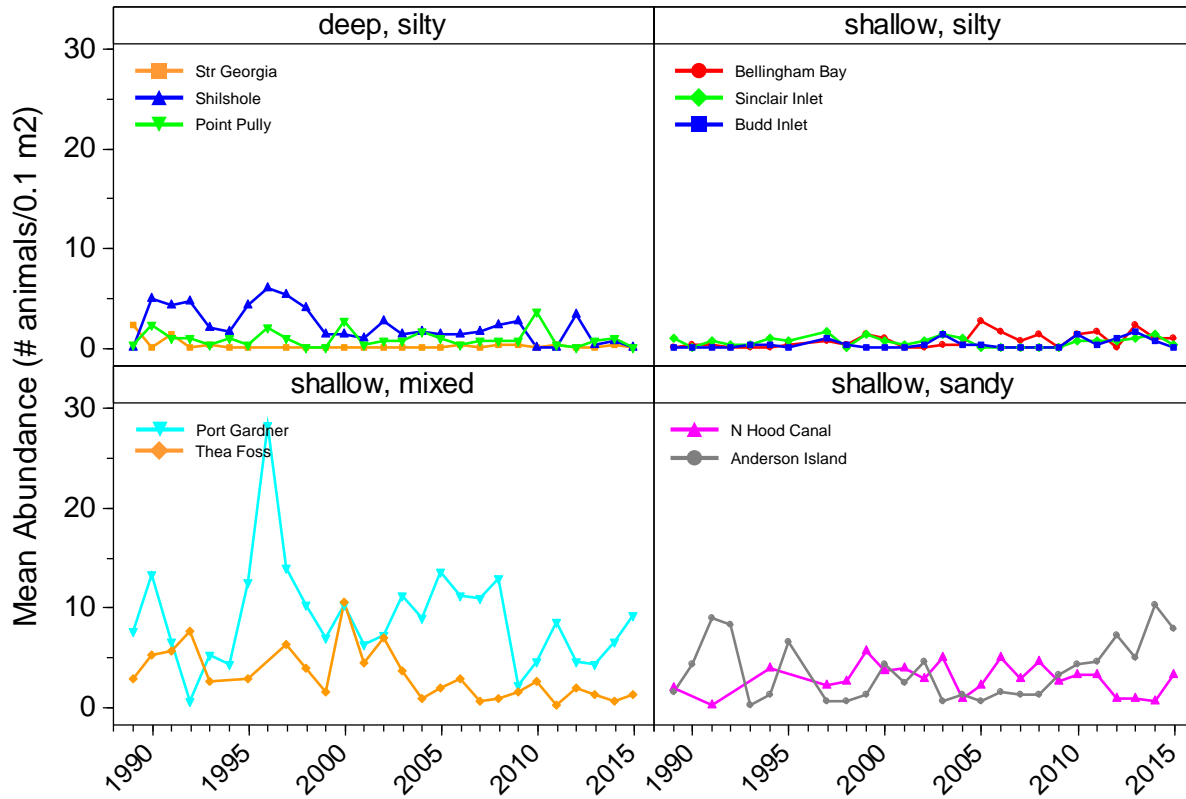 deep, silty
shallow, silty
30
20
10
0
Str Georgia
Shilshole
Point Pully
Bellingham Bay
Sinclair Inlet
Budd Inlet
Mean Abundance (# animals/0.1 m2)
shallow, mixed
shallow, sandy
30
20
10
0
Port Gardner
Thea Foss
N Hood Canal
Anderson Island
1990
1995
2000
2005
2010
2015
1990
1995
2000
2005
2010
2015